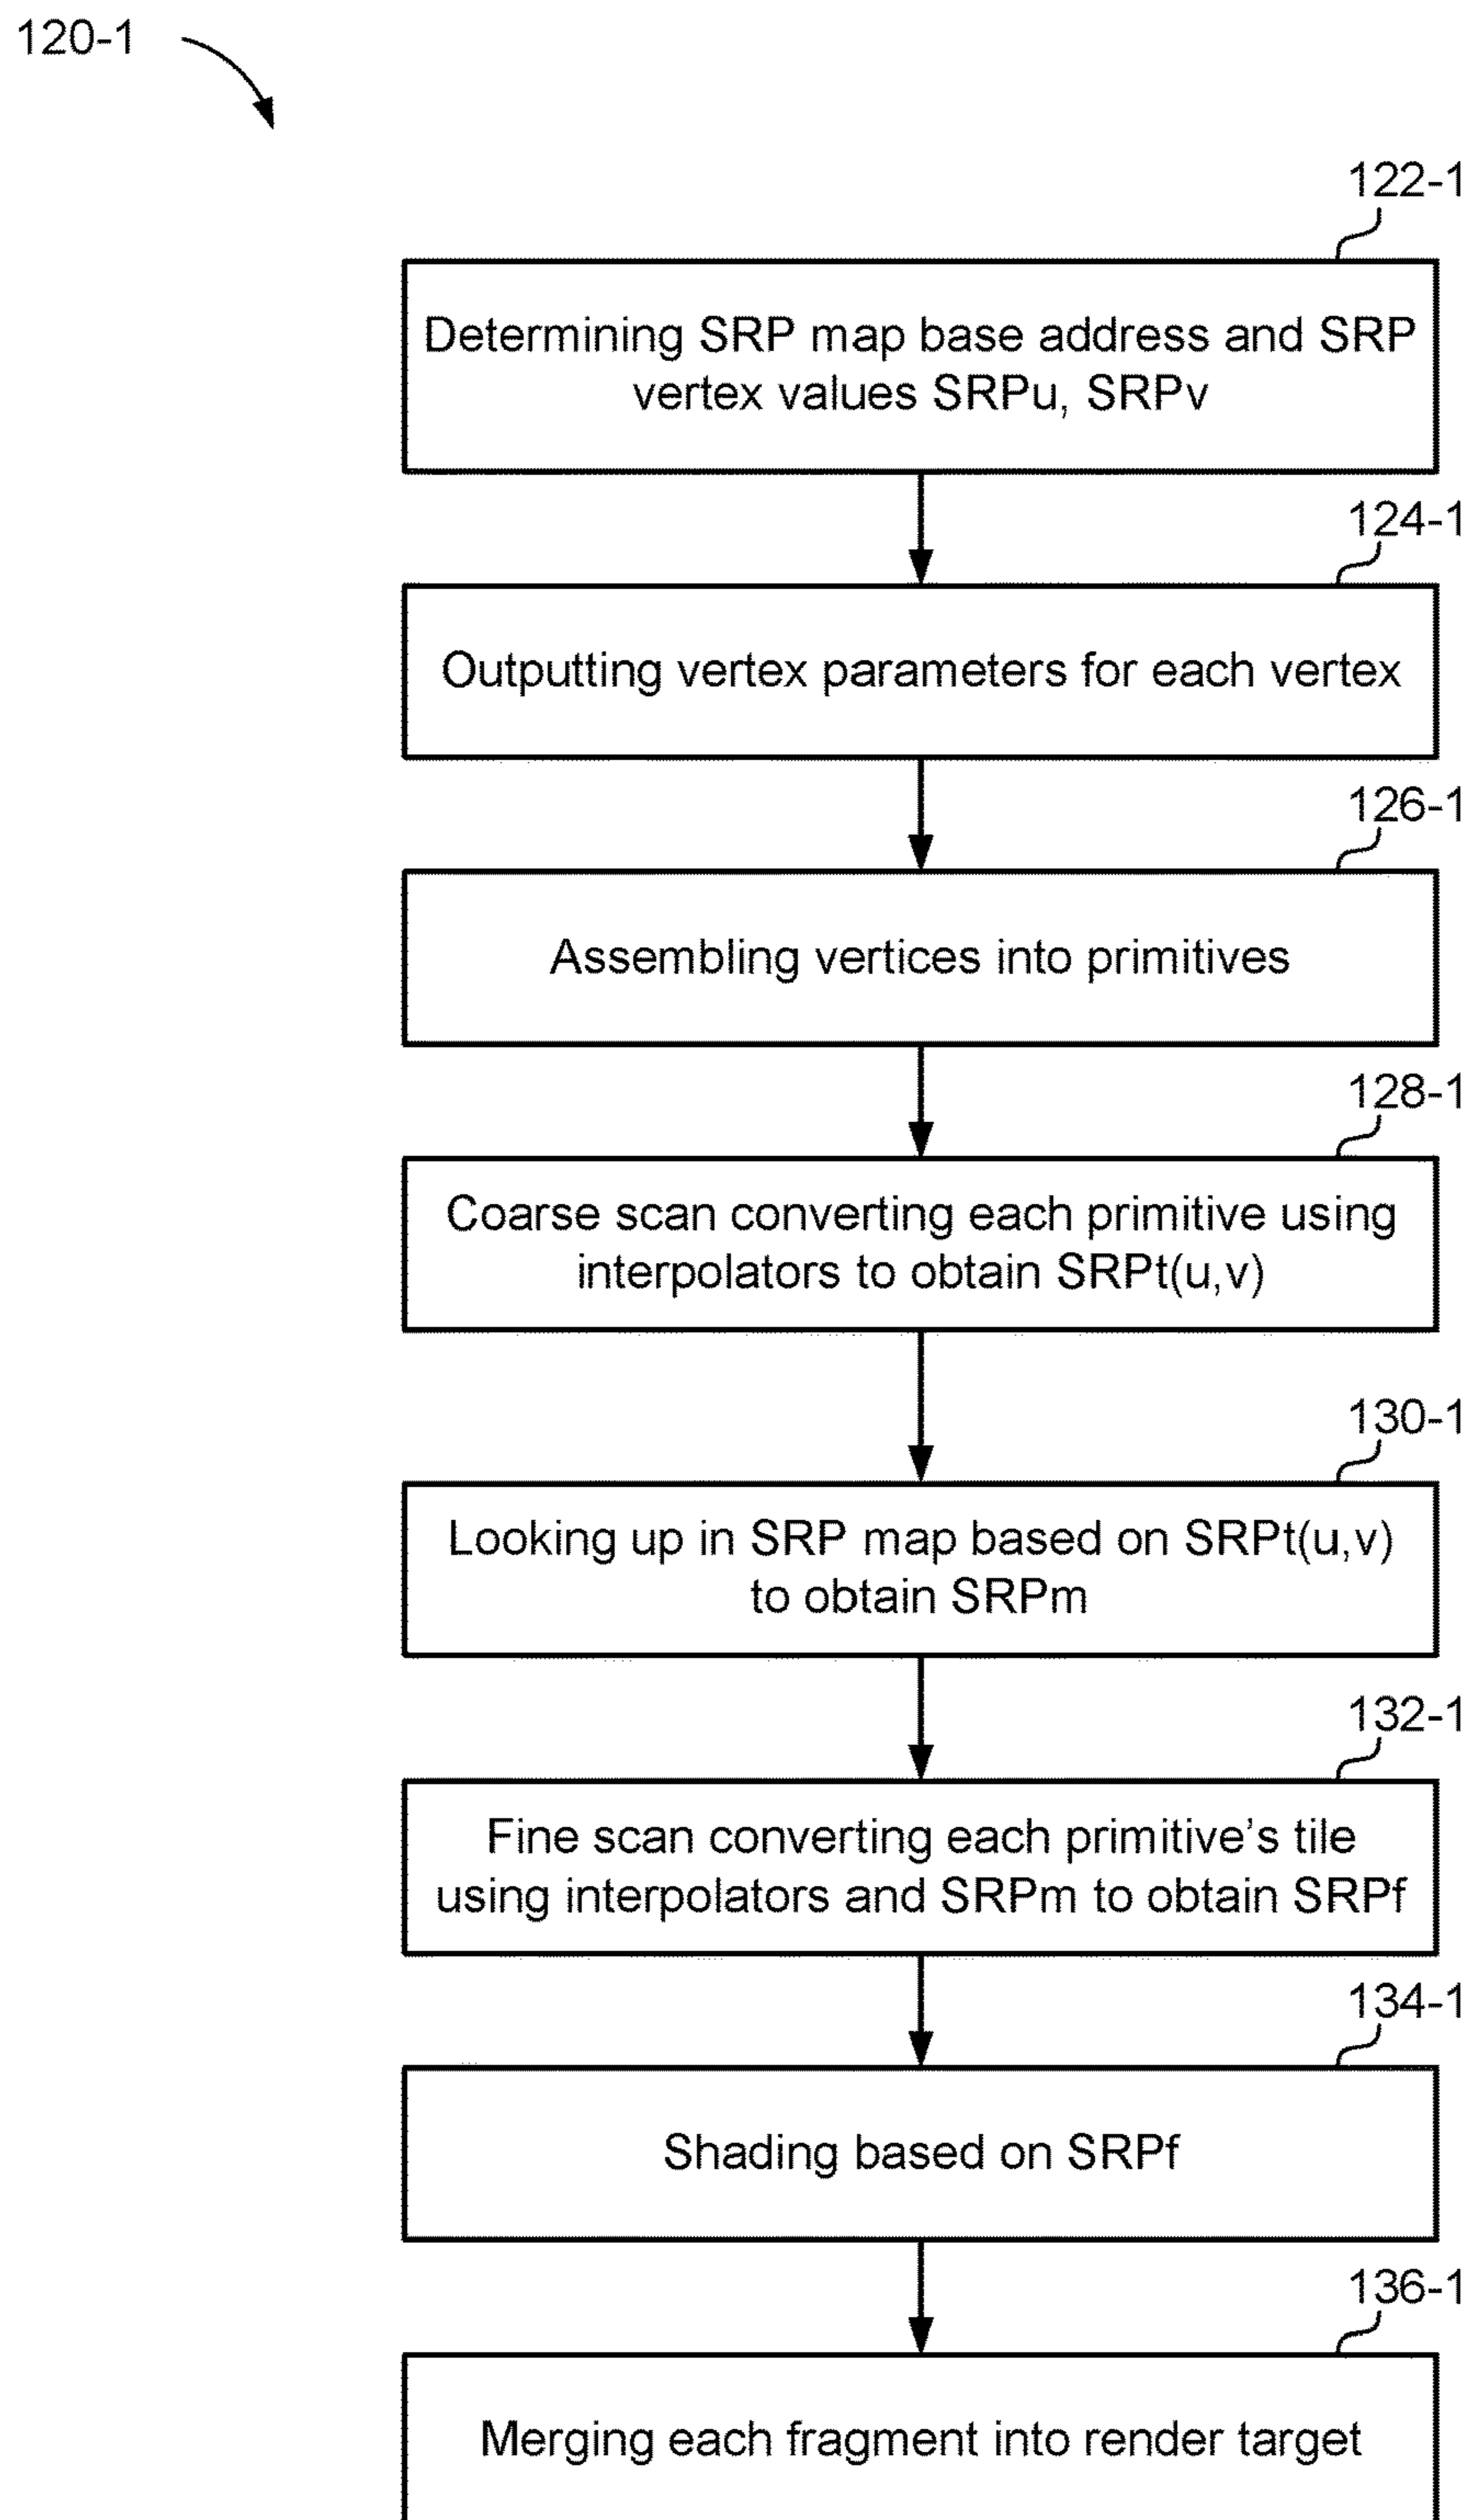 120-1
122-1
Determining SRP map base address and SRP
vertex values SRPu, SRPv
124-1
Outputting vertex parameters for each vertex
126-1
Assembling vertices into primitives
128-1
Coarse scan converting each primitive using
interpolators to obtain SRPt(u,v)
130-1
Looking up in SRP map based on SRPt(u,v)
to obtain SRPm
132-1
Fine scan converting each primitive's tile
using interpolators and SRPm to obtain SRPf
134-1
Shading based on SRPf
136-1
Merging each fragment into render target